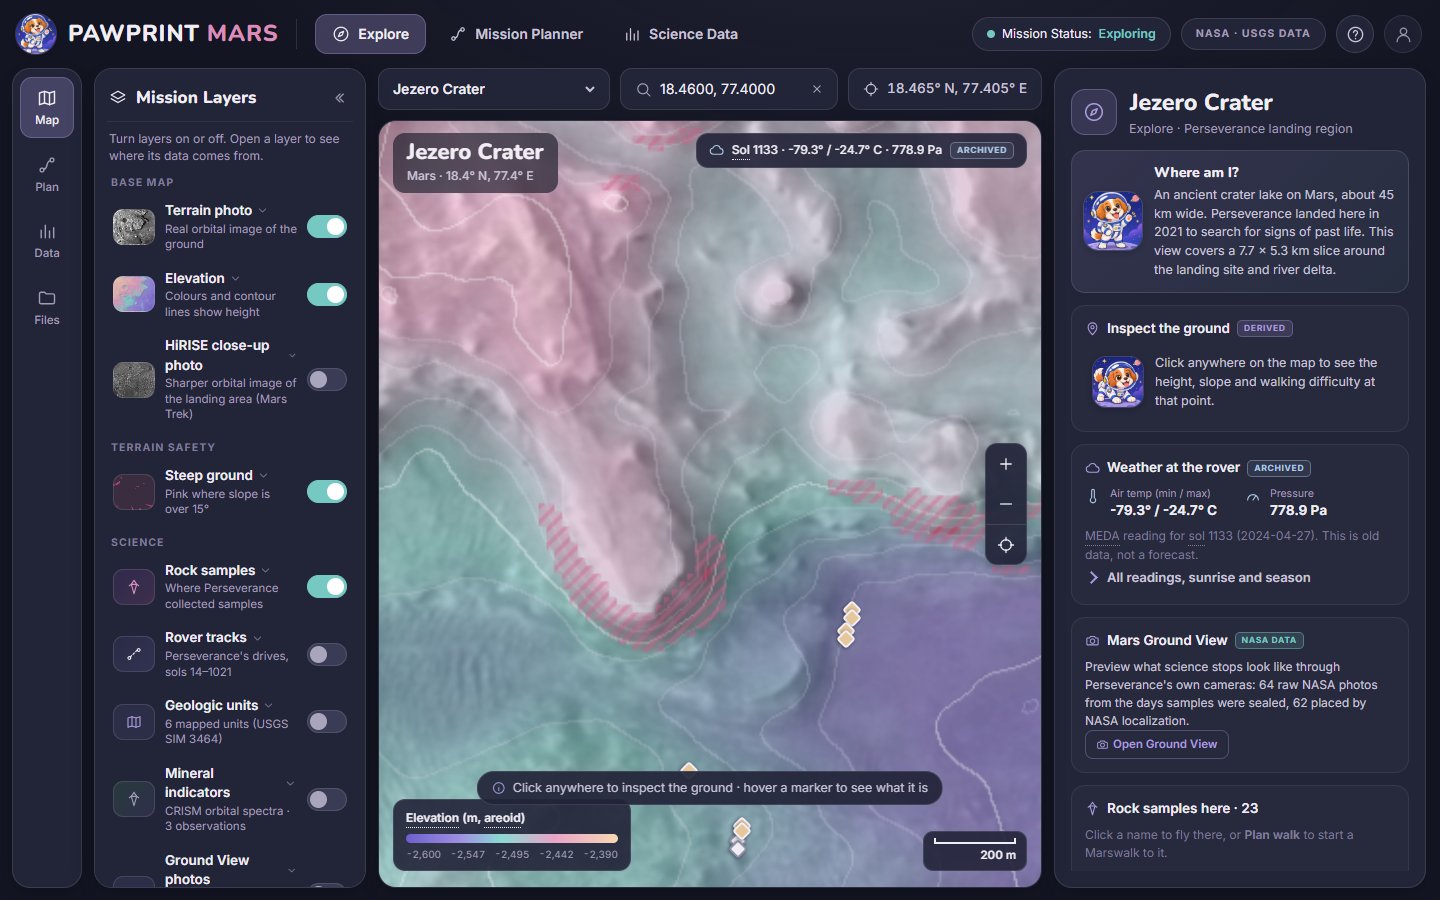 PAWPRINT MARS
Explore
Mission Planner
Science Data
Mission Status: Exploring
NASA · USGS DATA
Map
Plan
Data
Files
Mission Layers
Turn layers on or off. Open a layer to see
where its data comes from.
BASE MAP
Terrain photo
Real orbital image of the
ground
Elevation
Colours and contour
lines show height
HiRISE close-up
photo
Sharper orbital image of
the landing area (Mars
Trek)
TERRAIN SAFETY
Steep ground
Pink where slope is
over 15°
SCIENCE
Rock samples
Where Perseverance
collected samples
Rover tracks
Perseverance's drives,
sols 14–1021
Geologic units
6 mapped units (USGS
SIM 3464)
Mineral
indicators
CRISM orbital spectra ·
3 observations
Ground View
photos
Jezero Crater
18.4600, 77.4000
18.465° N, 77.405° E
Jezero Crater
Mars · 18.4° N, 77.4° E
Sol 1133 · -79.3° / -24.7° C · 778.9 Pa ARCHIVED
Click anywhere to inspect the ground · hover a marker to see what it is
Elevation (m, areoid)
-2,600 -2,547 -2,495 -2,442 -2,390
200 m
Jezero Crater
Explore · Perseverance landing region
Where am I?
An ancient crater lake on Mars, about 45
km wide. Perseverance landed here in
2021 to search for signs of past life. This
view covers a 7.7 × 5.3 km slice around
the landing site and river delta.
Inspect the ground DERIVED
Click anywhere on the map to see the
height, slope and walking difficulty at
that point.
Weather at the rover ARCHIVED
Air temp (min / max)
-79.3° / -24.7° C
Pressure
778.9 Pa
MEDA reading for sol 1133 (2024-04-27). This is old
data, not a forecast.
All readings, sunrise and season
Mars Ground View NASA DATA
Preview what science stops look like through
Perseverance's own cameras: 64 raw NASA photos
from the days samples were sealed, 62 placed by
NASA localization.
Open Ground View
Rock samples here · 23
Click a name to fly there, or Plan walk to start a
Marswalk to it.